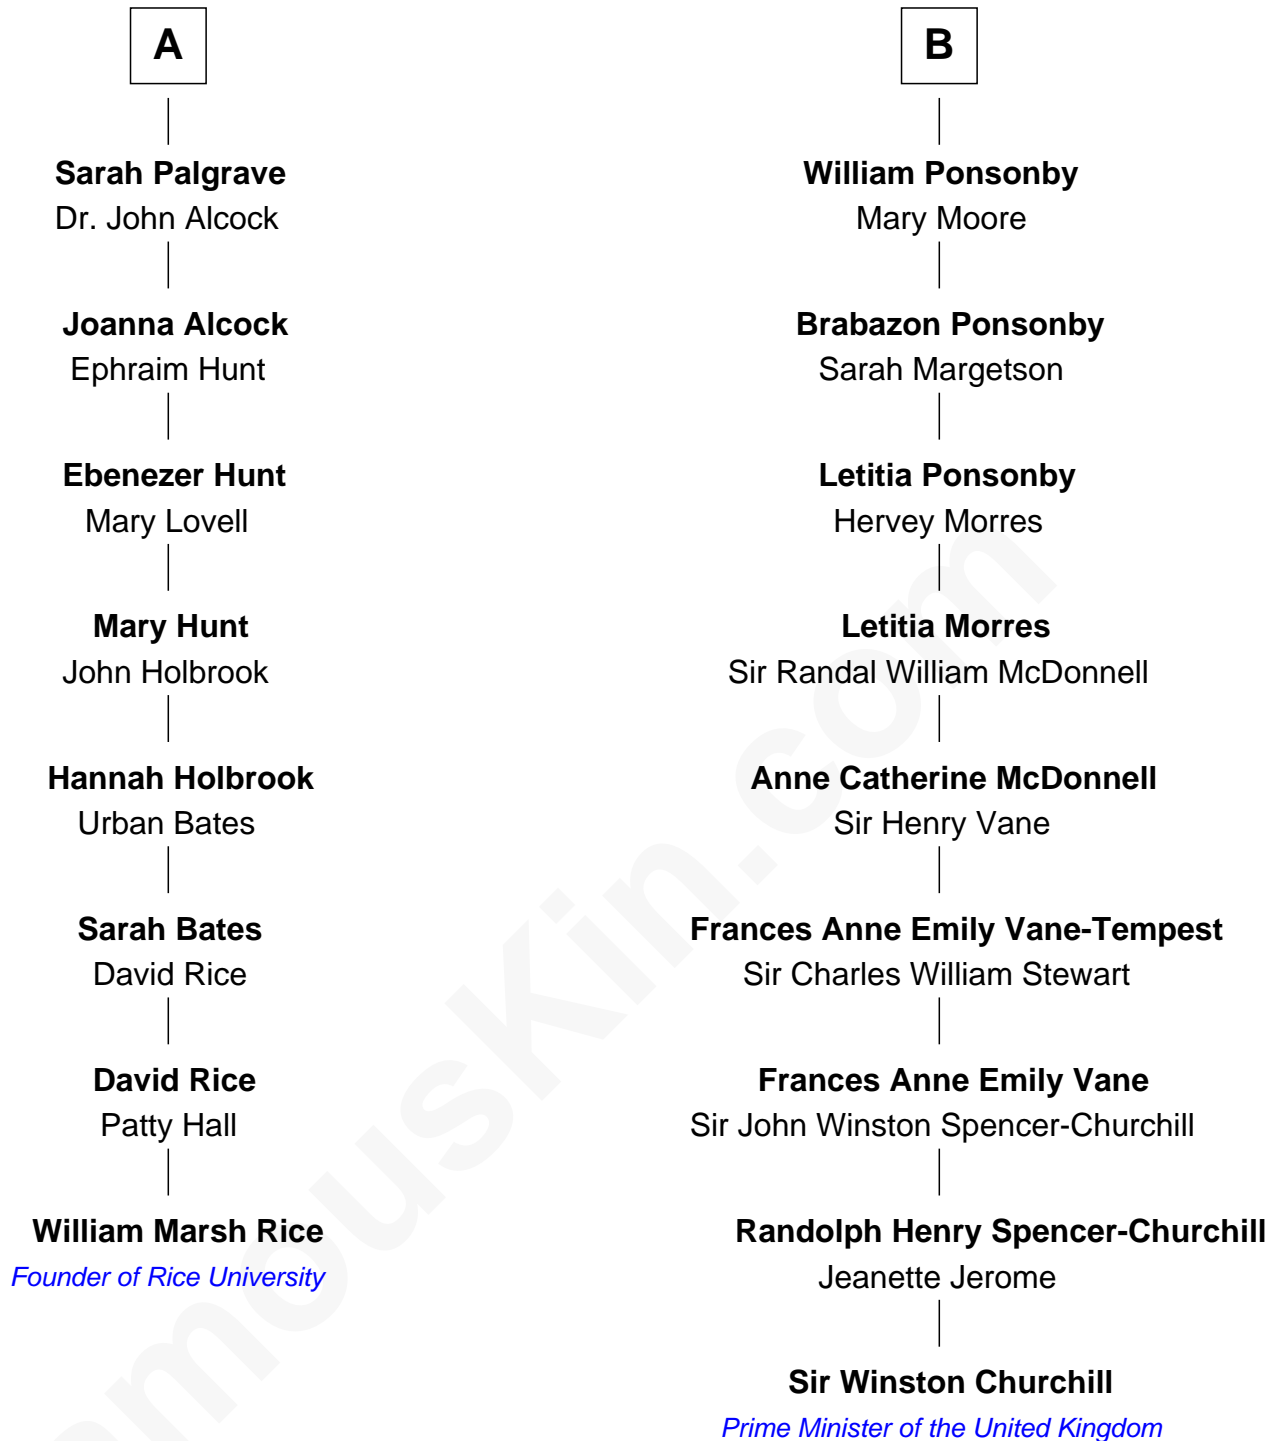 A
Sarah Palgrave
Dr. John Alcock
Joanna Alcock
Ephraim Hunt
Ebenezer Hunt
Mary Lovell
Mary Hunt
John Holbrook
Hannah Holbrook
Urban Bates
Sarah Bates
David Rice
David Rice
Patty Hall
William Marsh Rice
Founder of Rice University
B
William Ponsonby
Mary Moore
Brabazon Ponsonby
Sarah Margetson
Letitia Ponsonby
Hervey Morres
Letitia Morres
Sir Randal William McDonnell
Anne Catherine McDonnell
Sir Henry Vane
Frances Anne Emily Vane-Tempest
Sir Charles William Stewart
Frances Anne Emily Vane
Sir John Winston Spencer-Churchill
Randolph Henry Spencer-Churchill
Jeanette Jerome
Sir Winston Churchill
Prime Minister of the United Kingdom
amousKin.com